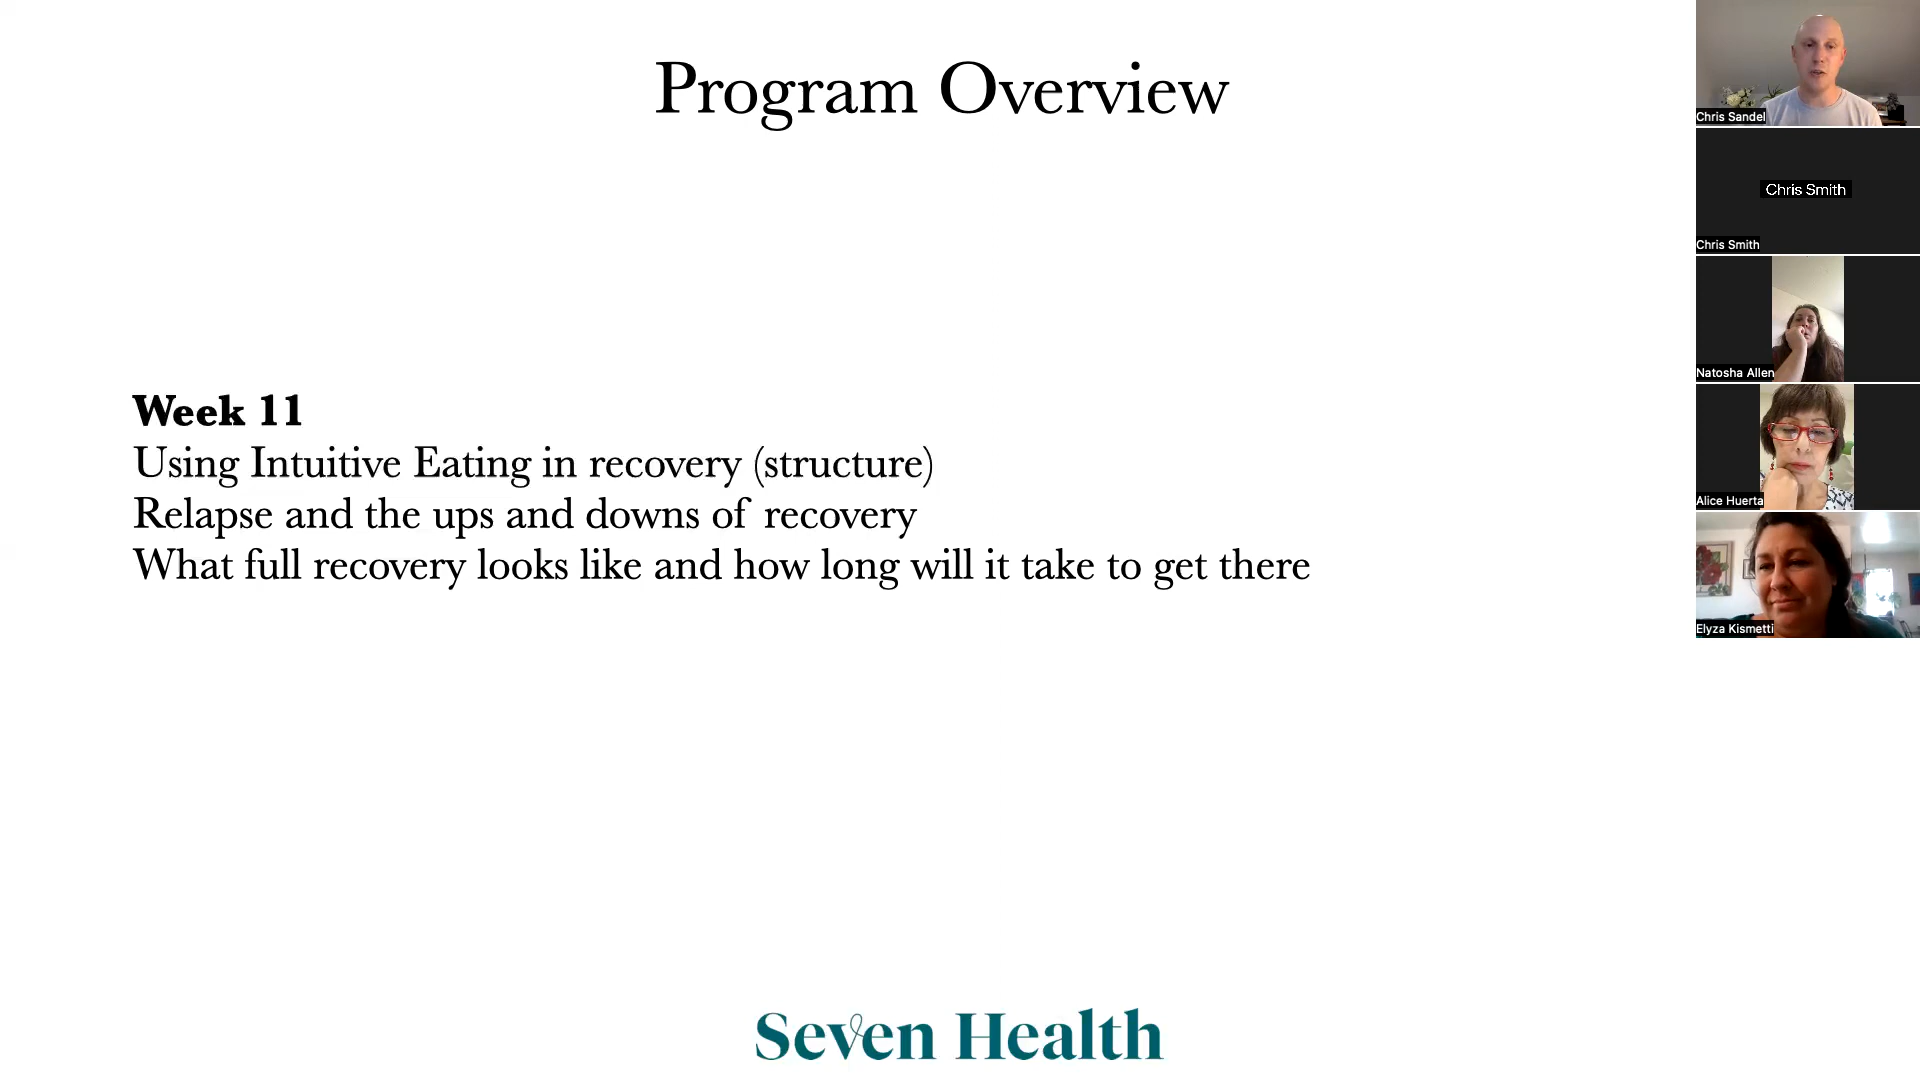 Program Overview
Week 11
Using Intuitive Eating in recovery (structure)
Relapse and the ups and downs of recovery
What full recovery looks like and how long will it take to get there
Seven Health
Chris Sandel
Chris Smith
Chris Smith
Natosha Allen
Alice Huerta
Elyza Kismetti